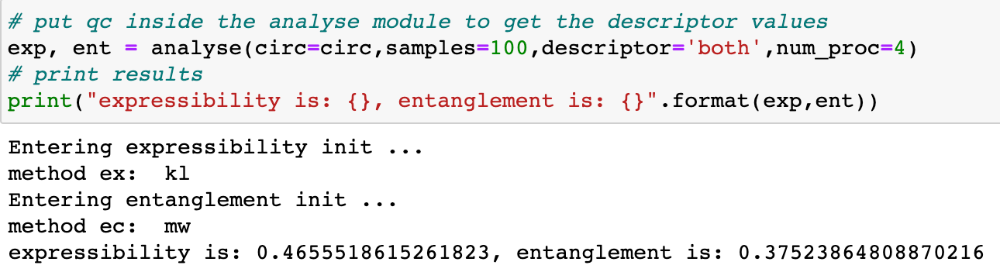 # put qc inside the analyse module to get the descriptor values
exp, ent = analyse(circ=circ,samples=100,descriptor='both',num_proc=4)
# print results
print("expressibility is: {}, entanglement is: {}".format(exp,ent))
Entering expressibility init ...
method ex:  kl
Entering entanglement init ...
method ec:  mw
expressibility is: 0.4655518615261823, entanglement is: 0.37523864808870216